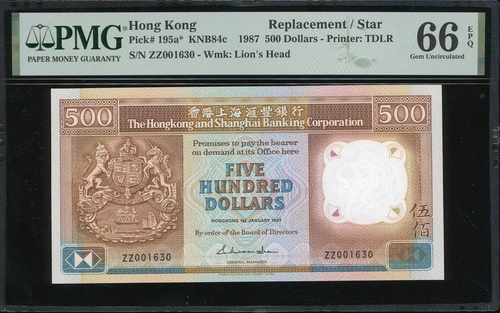 PMG
PAPER MONEY GUARANTY
Hong Kong Replacement / Star
Pick# 195a* KNB84c 1987 500 Dollars - Printer: TDLR
S/N ZZ001630 - Wmk: Lion's Head
66 EPQ
Gem Uncirculated
500 香港上海滙豐銀行 500
The Hongkong and Shanghai Banking Corporation
Promises to pay the bearer
on demand at its Office here
FIVE
HUNDRED
DOLLARS
HONGKONG 1ST JANUARY 1987
By order of the Board of Directors
伍佰
ZZ001630 ZZ001630
GENERAL MANAGER